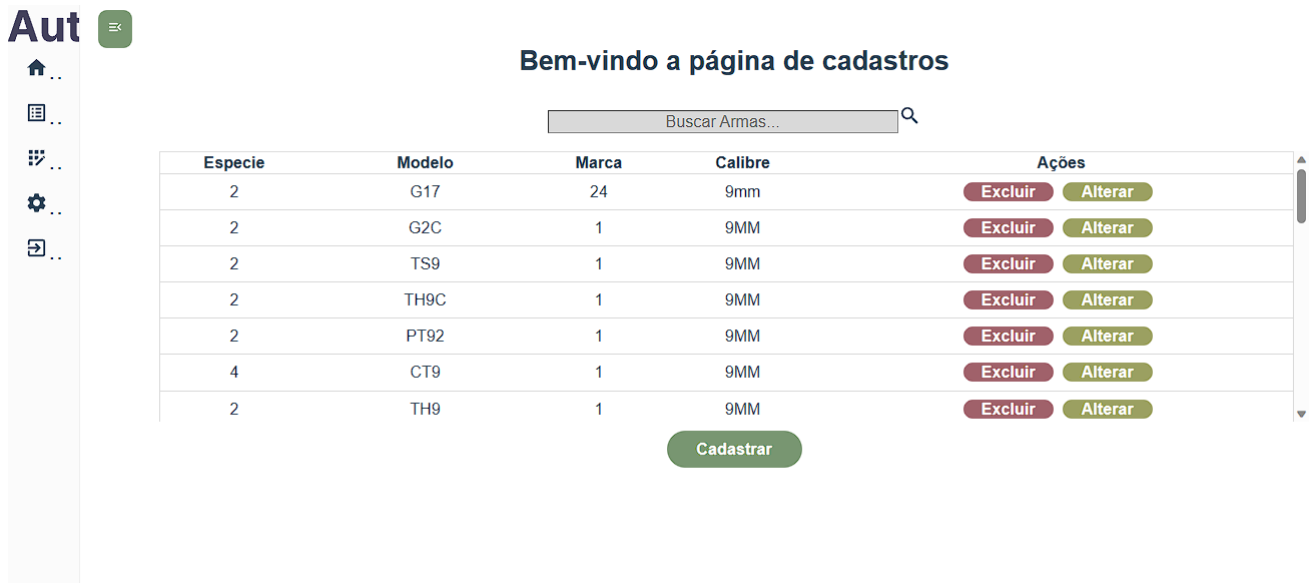 Aut
..
..
..
..
..
Bem-vindo a página de cadastros
Buscar Armas...
Especie Modelo Marca Calibre Ações
2 G17 24 9mm Excluir Alterar
2 G2C 1 9MM Excluir Alterar
2 TS9 1 9MM Excluir Alterar
2 TH9C 1 9MM Excluir Alterar
2 PT92 1 9MM Excluir Alterar
4 CT9 1 9MM Excluir Alterar
2 TH9 1 9MM Excluir Alterar
Cadastrar